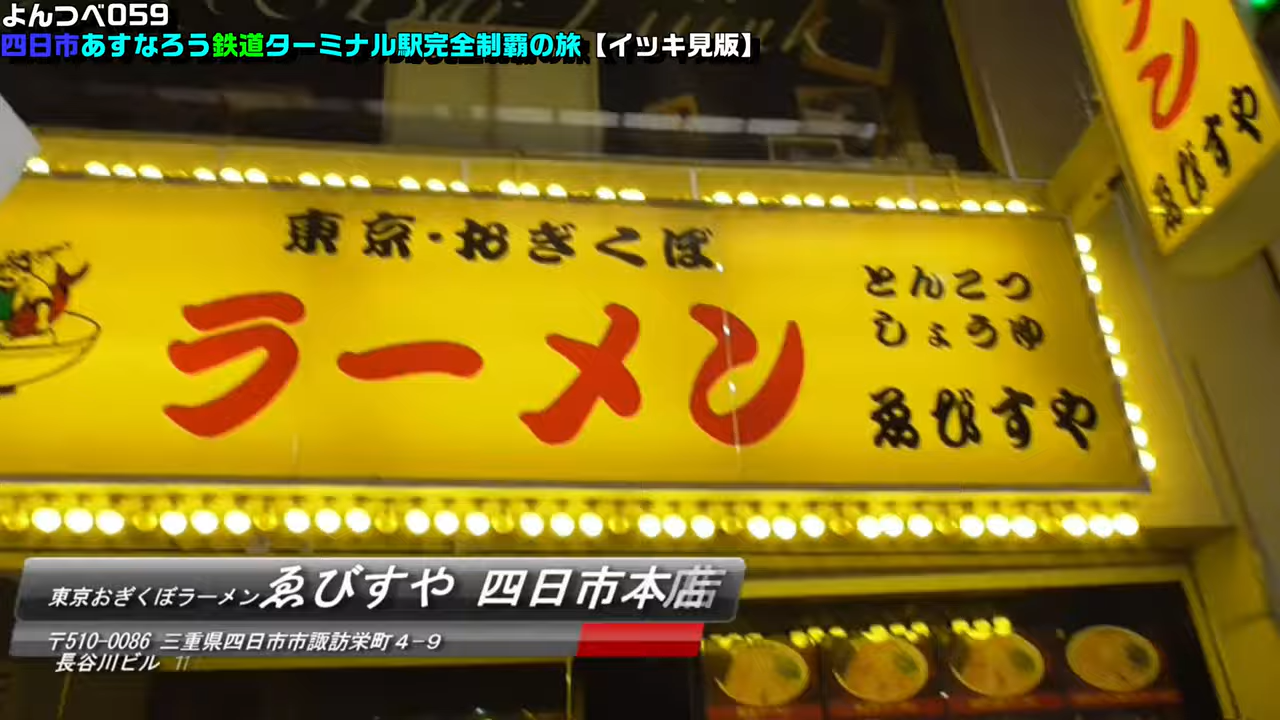 よんつべ059
四日市あすなろう鉄道ターミナル駅完全制覇の旅【イッキ見版】
ン
ゑびすや
東京・おぎくぼ
ラーメン
とんこつ
しょうゆ
ゑびすや
東京おぎくぼラーメン ゑびすや 四日市本店
〒510-0086 三重県四日市市諏訪栄町4-9
長谷川ビル